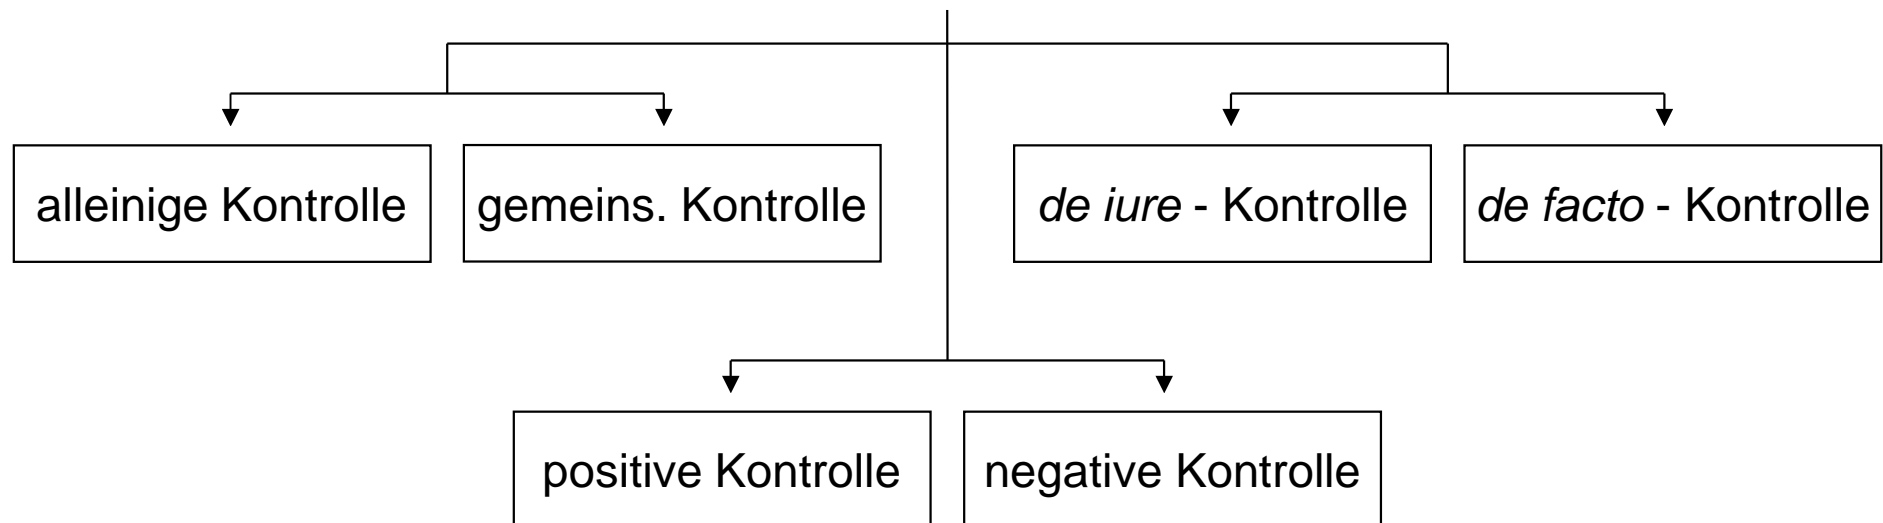 alleinige Kontrolle
gemeins. Kontrolle
de iure - Kontrolle
de facto - Kontrolle
positive Kontrolle
negative Kontrolle